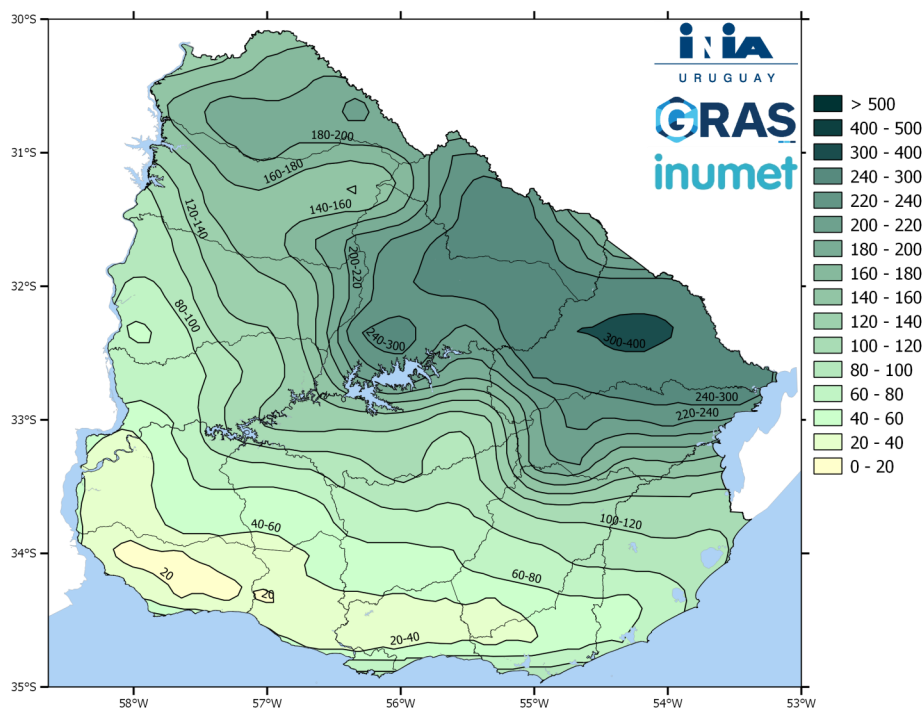 30°S
31°S
32°S
33°S
34°S
35°S
58°W
57°W
56°W
55°W
54°W
53°W
iNiA
URUGUAY
GRAS
inumet
> 500
400 - 500
300 - 400
240 - 300
220 - 240
200 - 220
180 - 200
160 - 180
140 - 160
120 - 140
100 - 120
80 - 100
60 - 80
40 - 60
20 - 40
0 - 20
180-200
160-180
140-160
120-140
200-220
80-100
240-300
300-400
240-300
220-240
100-120
40-60
60-80
20
20
20-40